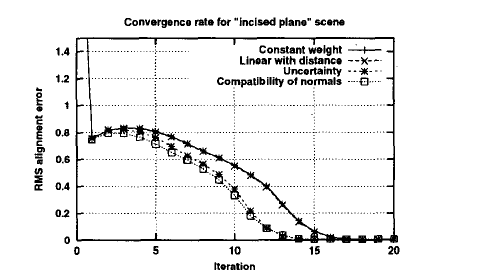 Convergence rate for "incised plane" scene
Constant weight
Linear with distance
Uncertainty
Compatibility of normals
RMS alignment error
1.4
1.2
1
0.8
0.6
0.4
0.2
0
0 5 10 15 20
Iteration